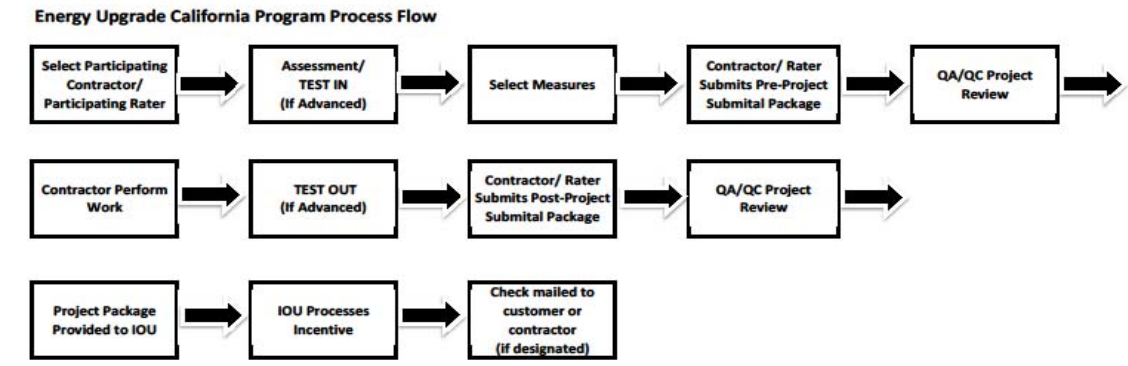 Energy Upgrade California Program Process Flow
Select Participating
Contractor/
Participating Rater
Assessment/
TEST IN
(If Advanced)
Select Measures
Contractor/ Rater
Submits Pre-Project
Submital Package
QA/QC Project
Review
Contractor Perform
Work
TEST OUT
(If Advanced)
Contractor/ Rater
Submits Post-Project
Submital Package
QA/QC Project
Review
Project Package
Provided to IOU
IOU Processes
Incentive
Check mailed to
customer or
contractor
(if designated)